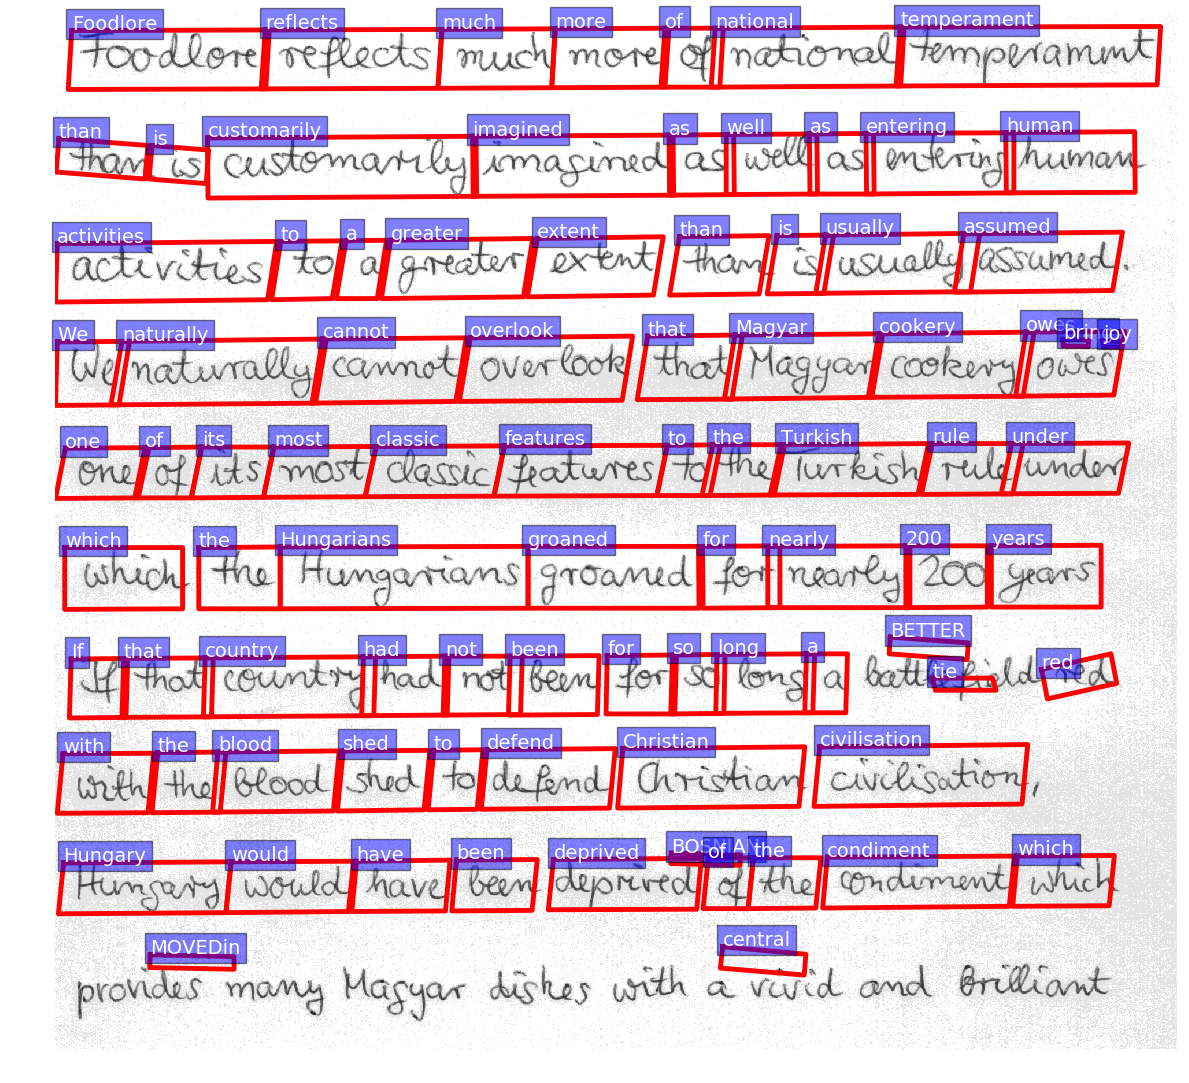 Foodlore reflects much more of national temperament
Foodlore reflects much more of national temperament
than is customarily imagined as well as entering human
than is customarily imagined as well as entering human
activities to a greater extent than is usually assumed
activities to a greater extent than is usually assumed.
We naturally cannot overlook that Magyar cookery owes joy
We naturally cannot overlook that Magyar cookery owes
one of its most classic features to the Turkish rule under
one of its most classic features to the Turkish rule under
which the Hungarians groaned for nearly 200 years
which the Hungarians groaned for nearly 200 years
If that country had not been for so long a BETTER tie red
If that country had not been for so long a battlefield red
with the blood shed to defend Christian civilisation
with the blood shed to defend Christian civilisation,
Hungary would have been deprived of the condiment which
Hungary would have been deprived of the condiment which
MOVEDin central
provides many Magyar dishes with a vivid and brilliant